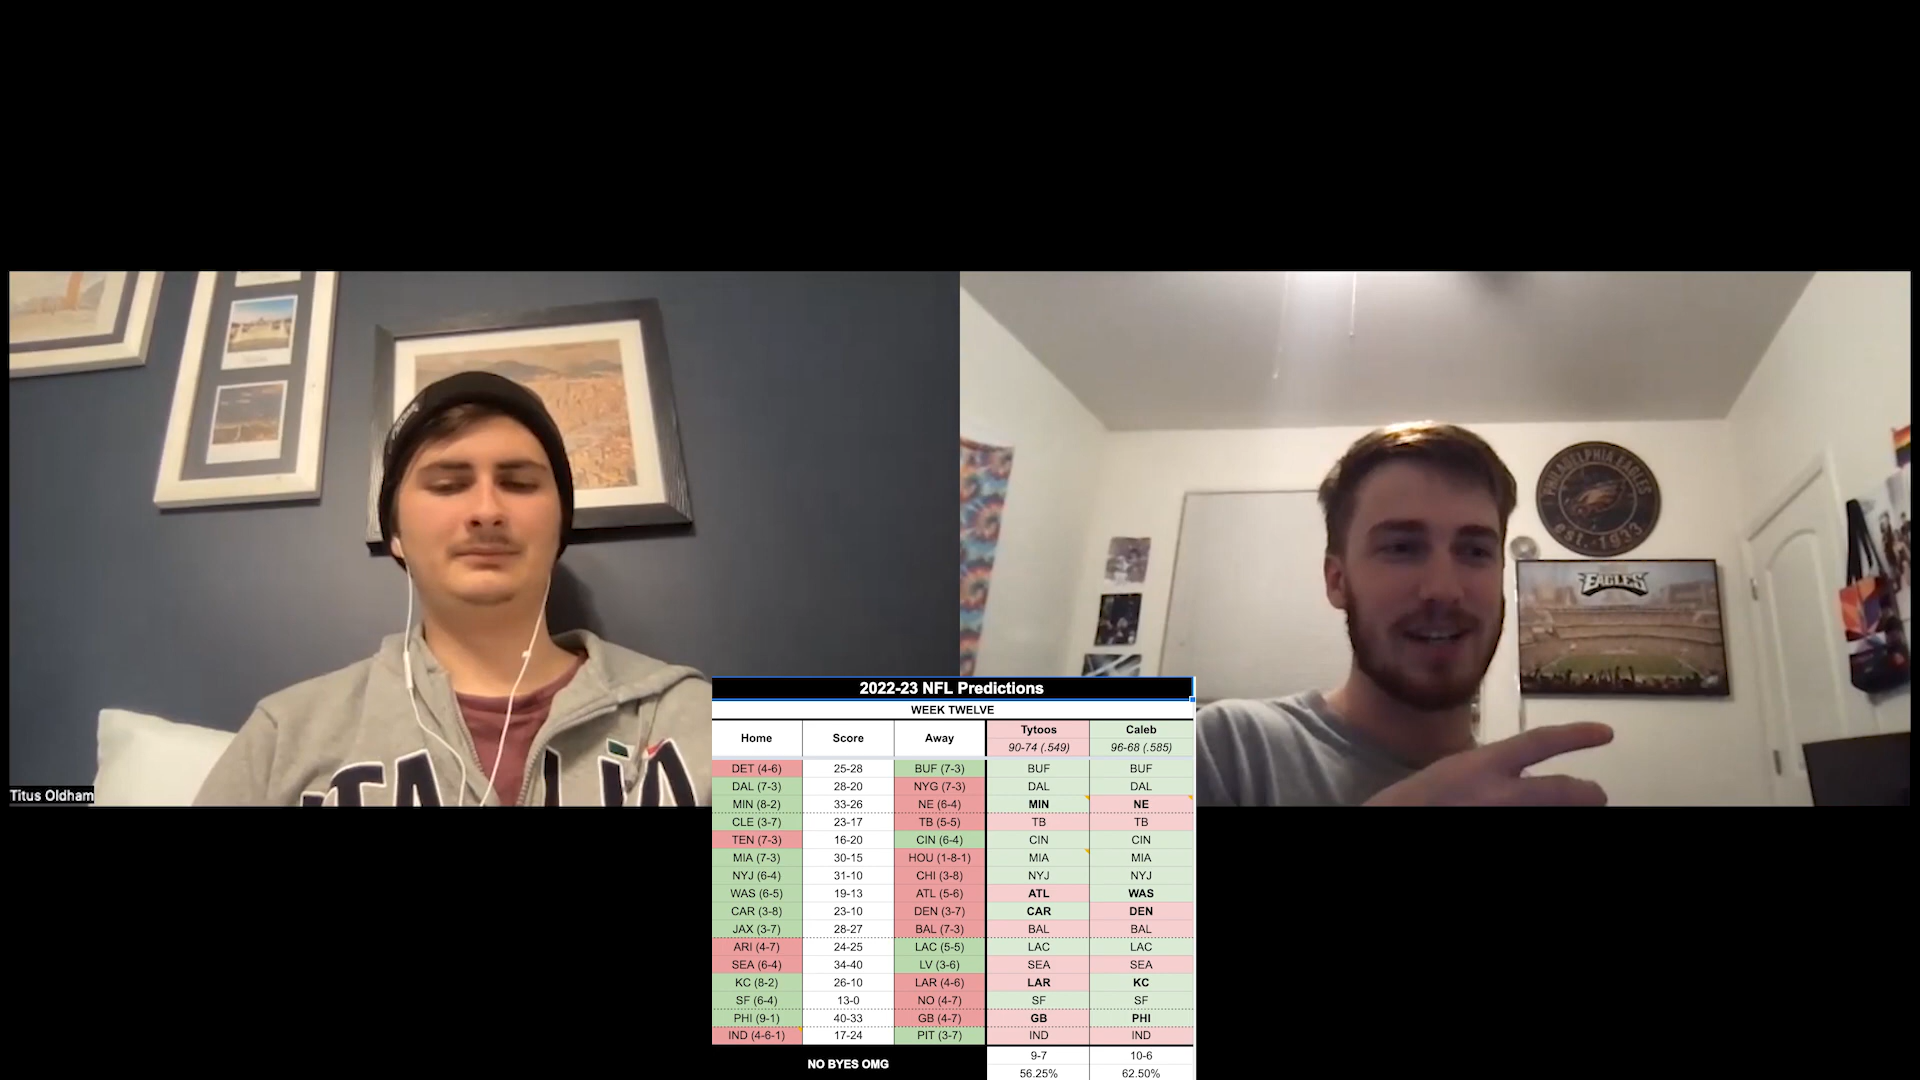 PHILADELPHIA EAGLES
est. 1933
EAGLES
ITALIA
Titus Oldham
2022-23 NFL Predictions
WEEK TWELVE
Home Score Away Tytoos Caleb
90-74 (.549) 96-68 (.585)
DET (4-6) 25-28 BUF (7-3) BUF BUF
DAL (7-3) 28-20 NYG (7-3) DAL DAL
MIN (8-2) 33-26 NE (6-4) MIN NE
CLE (3-7) 23-17 TB (5-5) TB TB
TEN (7-3) 16-20 CIN (6-4) CIN CIN
MIA (7-3) 30-15 HOU (1-8-1) MIA MIA
NYJ (6-4) 31-10 CHI (3-8) NYJ NYJ
WAS (6-5) 19-13 ATL (5-6) ATL WAS
CAR (3-8) 23-10 DEN (3-7) CAR DEN
JAX (3-7) 28-27 BAL (7-3) BAL BAL
ARI (4-7) 24-25 LAC (5-5) LAC LAC
SEA (6-4) 34-40 LV (3-6) SEA SEA
KC (8-2) 26-10 LAR (4-6) LAR KC
SF (6-4) 13-0 NO (4-7) SF SF
PHI (9-1) 40-33 GB (4-7) GB PHI
IND (4-6-1) 17-24 PIT (3-7) IND IND
NO BYES OMG
9-7 10-6
56.25% 62.50%